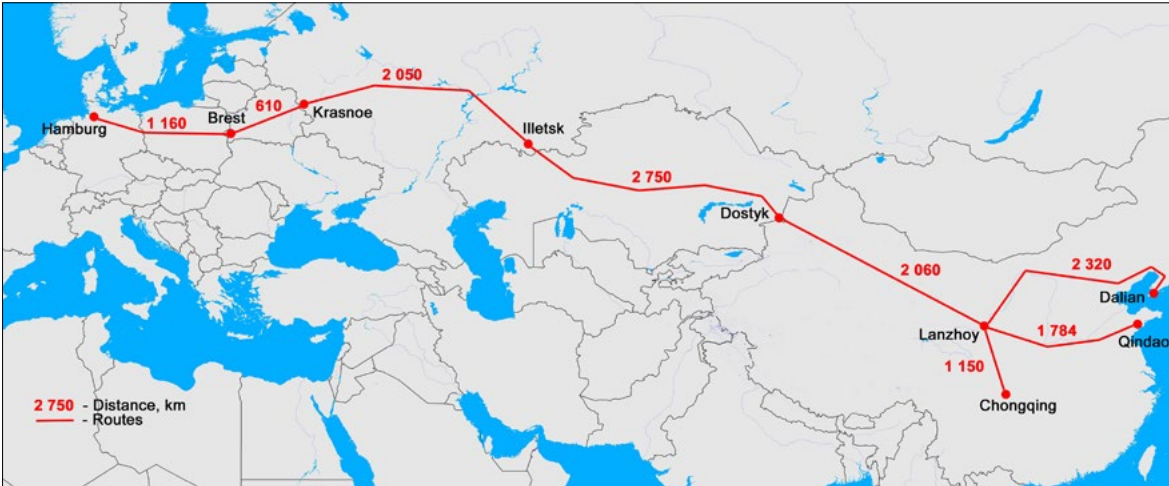 2 050
610
Krasnoe
Brest
Hamburg
1 160
Illetsk
2 750
Dostyk
2 060
2 320
Dalian
Lanzhoy
1 784
Qindao
1 150
Chongqing
2 750 - Distance, km
- Routes